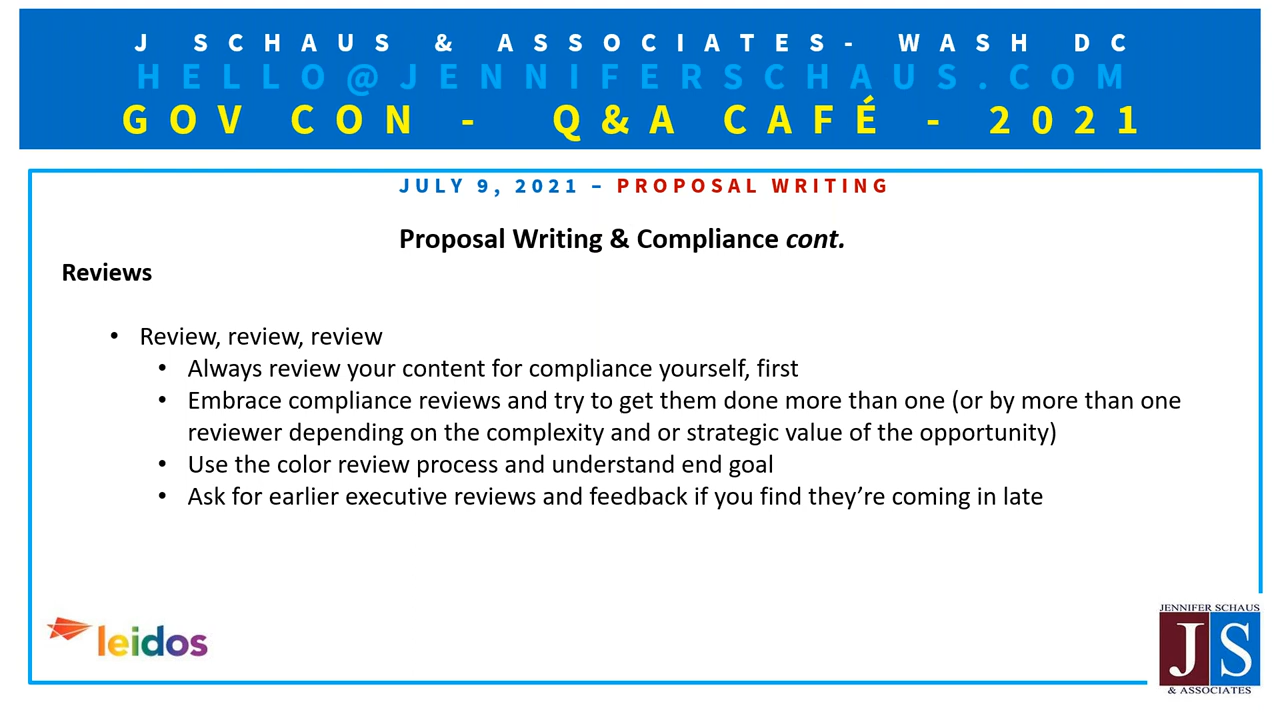 J SCHAUS & ASSOCIATES- WASH DC
HELLO@JENNIFERSCHAUS.COM
GOV CON - Q&A CAFÉ - 2021
JULY 9, 2021 – PROPOSAL WRITING
Proposal Writing & Compliance cont.
Reviews
• Review, review, review
• Always review your content for compliance yourself, first
• Embrace compliance reviews and try to get them done more than one (or by more than one
reviewer depending on the complexity and or strategic value of the opportunity)
• Use the color review process and understand end goal
• Ask for earlier executive reviews and feedback if you find they’re coming in late
leidos
JENNIFER SCHAUS
JS
& ASSOCIATES